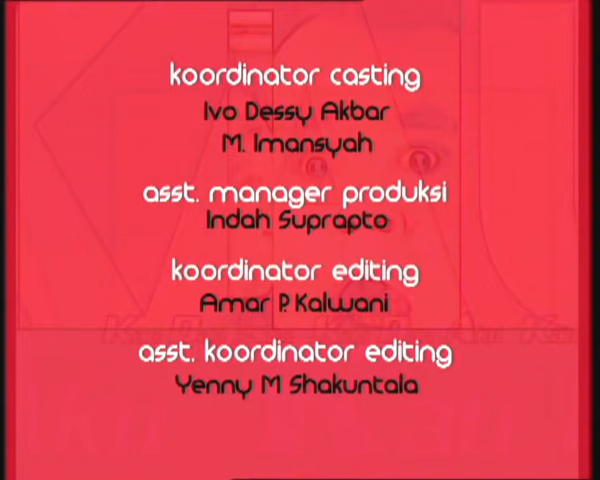 koordinator casting
Ivo Dessy Akbar
M. Imansyah
asst. manager produksi
Indah Suprapto
koordinator editing
Amar P. Kalwani
asst. koordinator editing
Yenny M Shakuntala